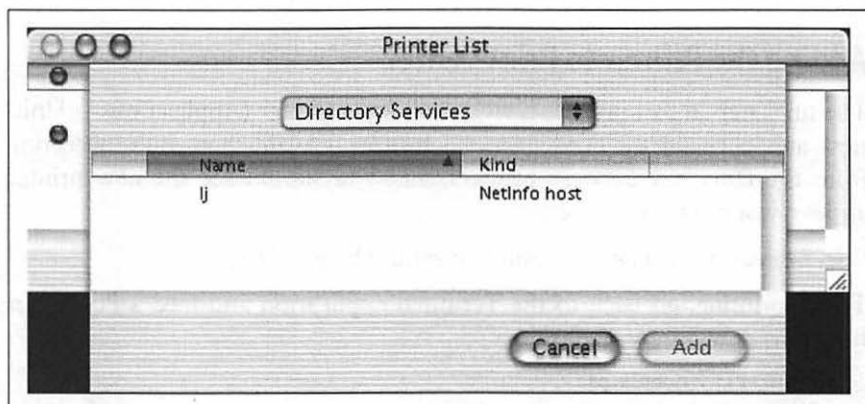 Printer List
Directory Services
Name Kind
lj NetInfo host
Cancel Add